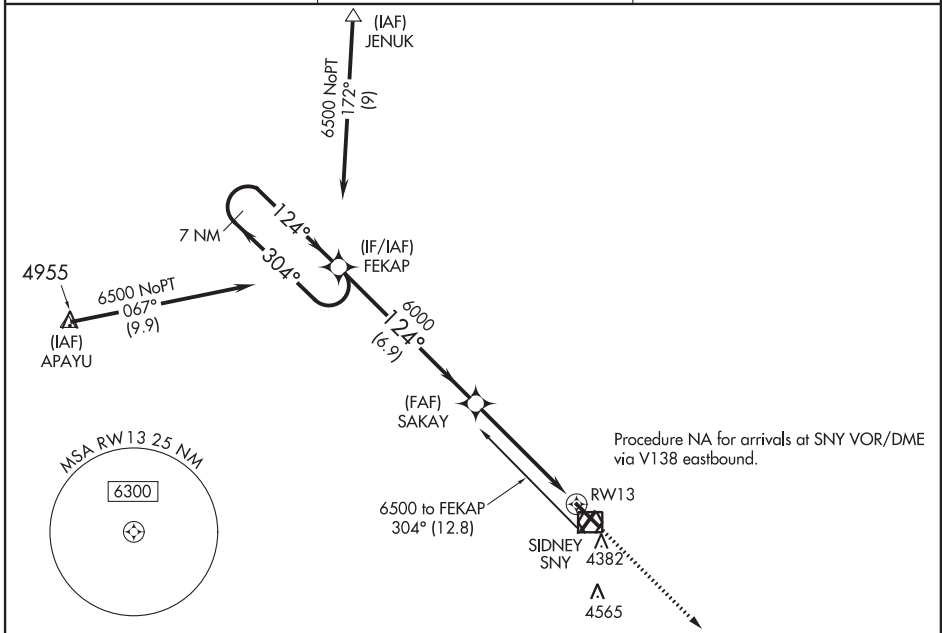 (IAF)
JENUK
6500 NoPT
172°
(9)
124°
7 NM
304°
(IF/IAF)
FEKAP
4955
6500 NoPT
067°
(9.9)
(IAF)
APAYU
6000
124°
(6.9)
(FAF)
SAKAY
MSA RW13 25 NM
6300
Procedure NA for arrivals at SNY VOR/DME
via V138 eastbound.
6500 to FEKAP
304° (12.8)
RW13
SIDNEY
SNY
4382
4565